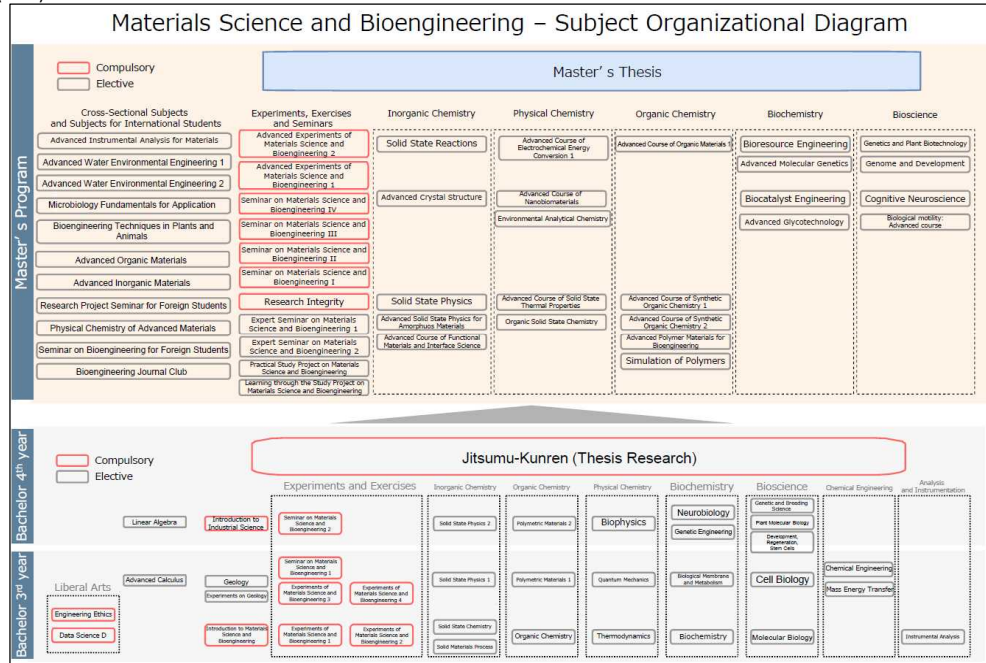 Materials Science and Bioengineering – Subject Organizational Diagram
Master's Program
Compulsory
Elective
Master's Thesis
Cross-Sectional Subjects
and Subjects for International Students
Advanced Instrumental Analysis for Materials
Advanced Water Environmental Engineering 1
Advanced Water Environmental Engineering 2
Microbiology Fundamentals for Application
Bioengineering Techniques in Plants and
Animals
Advanced Organic Materials
Advanced Inorganic Materials
Research Project Seminar for Foreign Students
Physical Chemistry of Advanced Materials
Seminar on Bioengineering for Foreign Students
Bioengineering Journal Club
Experiments, Exercises
and Seminars
Advanced Experiments of
Materials Science and
Bioengineering 2
Advanced Experiments of
Materials Science and
Bioengineering 1
Seminar on Materials Science and
Bioengineering IV
Seminar on Materials Science and
Bioengineering III
Seminar on Materials Science and
Bioengineering II
Seminar on Materials Science and
Bioengineering I
Research Integrity
Expert Seminar on Materials
Science and Bioengineering 1
Expert Seminar on Materials
Science and Bioengineering 2
Practical Study Project on Materials
Science and Bioengineering
Learning through the Study Project on
Materials Science and Bioengineering
Inorganic Chemistry
Solid State Reactions
Advanced Crystal Structure
Solid State Physics
Advanced Solid State Physics for
Amorphuos Materials
Advanced Course of Functional
Materials and Interface Science
Physical Chemistry
Advanced Course of
Electrochemical Energy
Conversion 1
Advanced Course of
Nanobiomaterials
Environmental Analytical Chemistry
Advanced Course of Solid State
Thermal Properties
Organic Solid State Chemistry
Organic Chemistry
Advanced Course of Organic Materials 1
Advanced Course of Synthetic
Organic Chemistry 1
Advanced Course of Synthetic
Organic Chemistry 2
Advanced Polymer Materials for
Bioengineering
Simulation of Polymers
Biochemistry
Bioresource Engineering
Advanced Molecular Genetics
Biocatalyst Engineering
Advanced Glycotechnology
Bioscience
Genetics and Plant Biotechnology
Genome and Development
Cognitive Neuroscience
Biological motility:
Advanced course
Bachelor 4th year
Compulsory
Elective
Jitsumu-Kunren (Thesis Research)
Experiments and Exercises
Inorganic Chemistry
Organic Chemistry
Physical Chemistry
Biochemistry
Bioscience
Chemical Engineering
Analysis
and Instrumentation
Linear Algebra
Introduction to
Industrial Science
Seminar on Materials
Science and
Bioengineering 2
Solid State Physics 2
Polymetric Materials 2
Biophysics
Neurobiology
Genetic Engineering
Genetic and Breeding
Science
Plant Molecular Biology
Development,
Regeneration,
Stem Cells
Bachelor 3rd year
Liberal Arts
Engineering Ethics
Data Science D
Advanced Calculus
Geology
Experiments on Geology
Introduction to Materials
Science and
Bioengineering
Seminar on Materials
Science and
Bioengineering 1
Experiments of
Materials Science and
Bioengineering 3
Experiments of
Materials Science and
Bioengineering 4
Experiments of
Materials Science and
Bioengineering 1
Experiments of
Materials Science and
Bioengineering 2
Solid State Physics 1
Solid State Chemistry
Solid Materials Process
Polymetric Materials 1
Organic Chemistry
Quantum Mechanics
Thermodynamics
Biological Membrane
and Metabolism
Biochemistry
Cell Biology
Molecular Biology
Chemical Engineering
Mass Energy Transfer
Instrumental Analysis